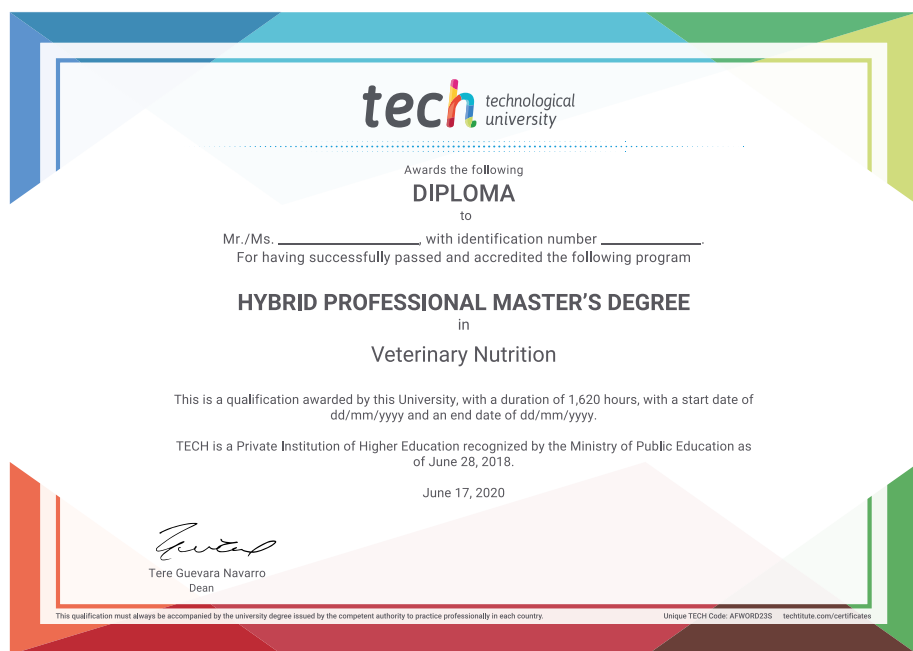 tech technological
university
Awards the following
DIPLOMA
to
Mr./Ms. ____________________, with identification number ______________.
For having successfully passed and accredited the following program
HYBRID PROFESSIONAL MASTER'S DEGREE
in
Veterinary Nutrition
This is a qualification awarded by this University, with a duration of 1,620 hours, with a start date of
dd/mm/yyyy and an end date of dd/mm/yyyy.
TECH is a Private Institution of Higher Education recognized by the Ministry of Public Education as
of June 28, 2018.
June 17, 2020
Tere Guevara Navarro
Dean
This qualification must always be accompanied by the university degree issued by the competent authority to practice professionally in each country. Unique TECH Code: AFWORD23S techtitute.com/certificates